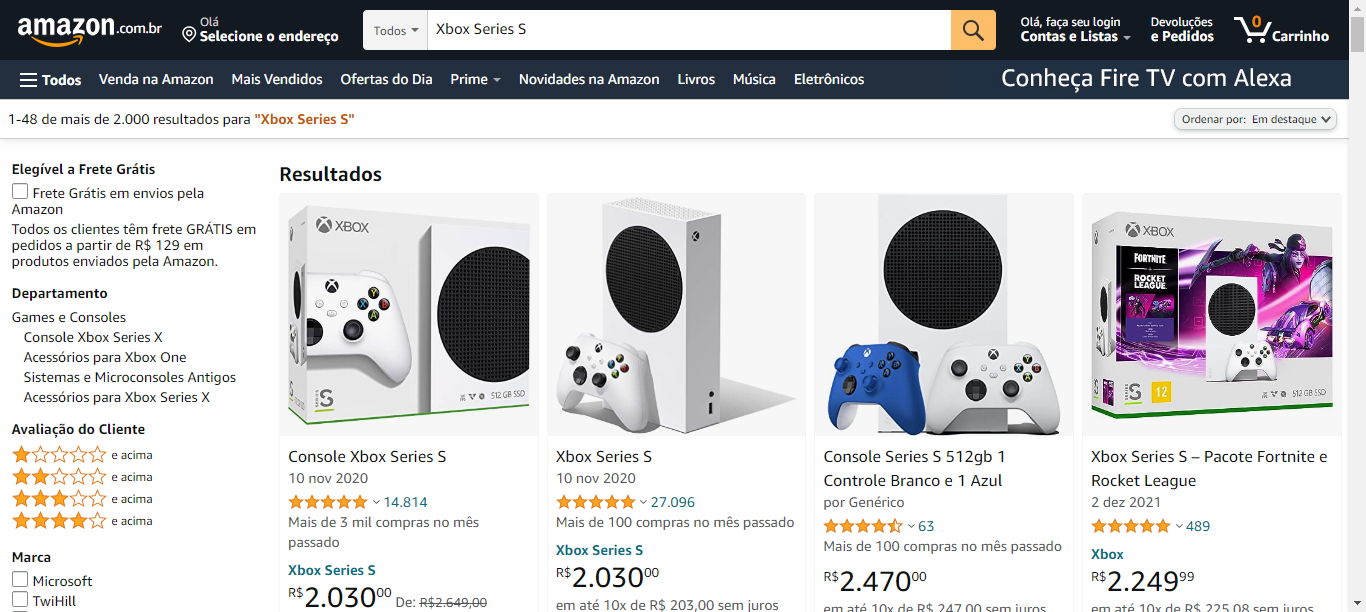 amazon.com.br
Olá
Selecione o endereço
Todos
Xbox Series S
Olá, faça seu login
Contas e Listas
Devoluções
e Pedidos
0
Carrinho
Todos
Venda na Amazon
Mais Vendidos
Ofertas do Dia
Prime
Novidades na Amazon
Livros
Música
Eletrônicos
Conheça Fire TV com Alexa
1-48 de mais de 2.000 resultados para "Xbox Series S"
Ordenar por: Em destaque
Elegível a Frete Grátis
Frete Grátis em envios pela
Amazon
Todos os clientes têm frete GRÁTIS em
pedidos a partir de R$ 129 em
produtos enviados pela Amazon.
Departamento
Games e Consoles
Console Xbox Series X
Acessórios para Xbox One
Sistemas e Microconsoles Antigos
Acessórios para Xbox Series X
Avaliação do Cliente
e acima
e acima
e acima
e acima
Marca
Microsoft
TwiHill
Resultados
XBOX
SERIES S
512 GB SSD
Console Xbox Series S
10 nov 2020
14.814
Mais de 3 mil compras no mês
passado
Xbox Series S
R$2.030,00 De: R$2.649,00
Xbox Series S
10 nov 2020
27.096
Mais de 100 compras no mês passado
Xbox Series S
R$2.030,00
em até 10x de R$ 203,00 sem juros
Console Series S 512gb 1
Controle Branco e 1 Azul
por Genérico
63
Mais de 100 compras no mês passado
R$2.470,00
em até 10x de R$ 247,00 sem juros
XBOX
FORTNITE
ROCKET
LEAGUE
SERIES S
12
512 GB SSD
Xbox Series S – Pacote Fortnite e
Rocket League
2 dez 2021
489
Xbox
R$2.249,99
em até 10x de R$ 225,08 sem juros